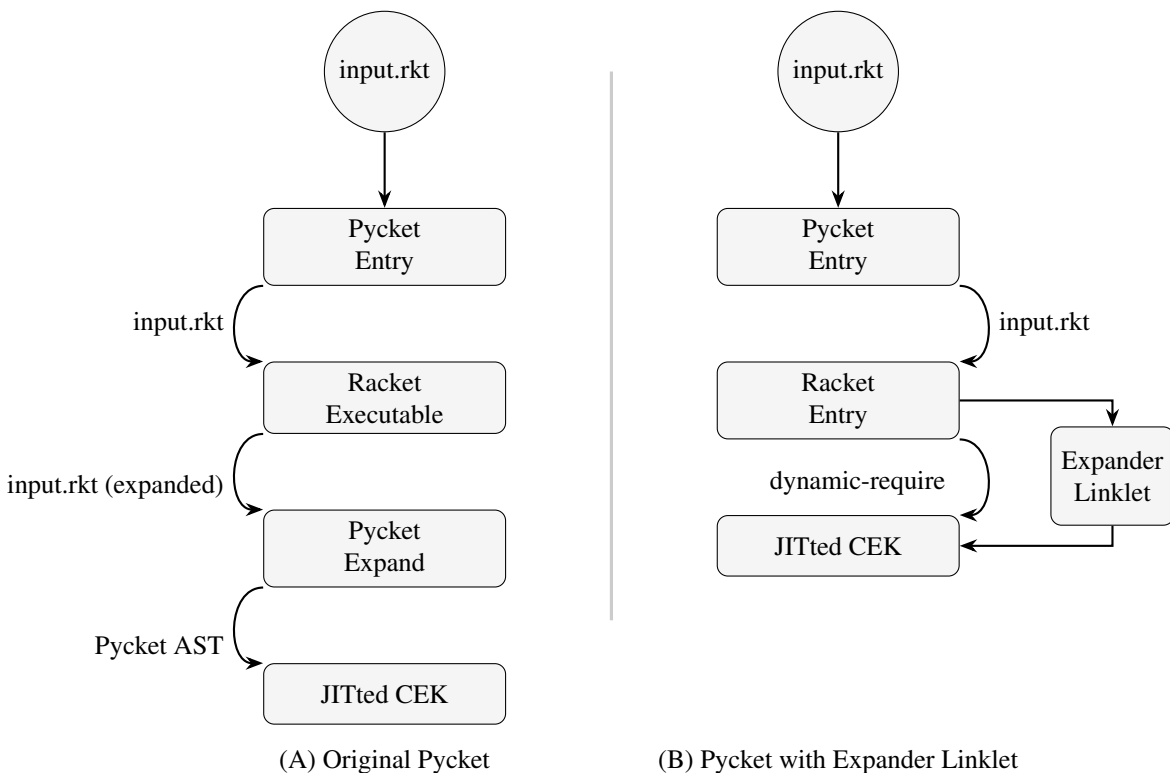 input.rkt
Pycket
Entry
input.rkt
Racket
Executable
input.rkt (expanded)
Pycket
Expand
Pycket AST
JITted CEK
(A) Original Pycket
input.rkt
Pycket
Entry
input.rkt
Racket
Entry
Expander
Linklet
dynamic-require
JITted CEK
(B) Pycket with Expander Linklet